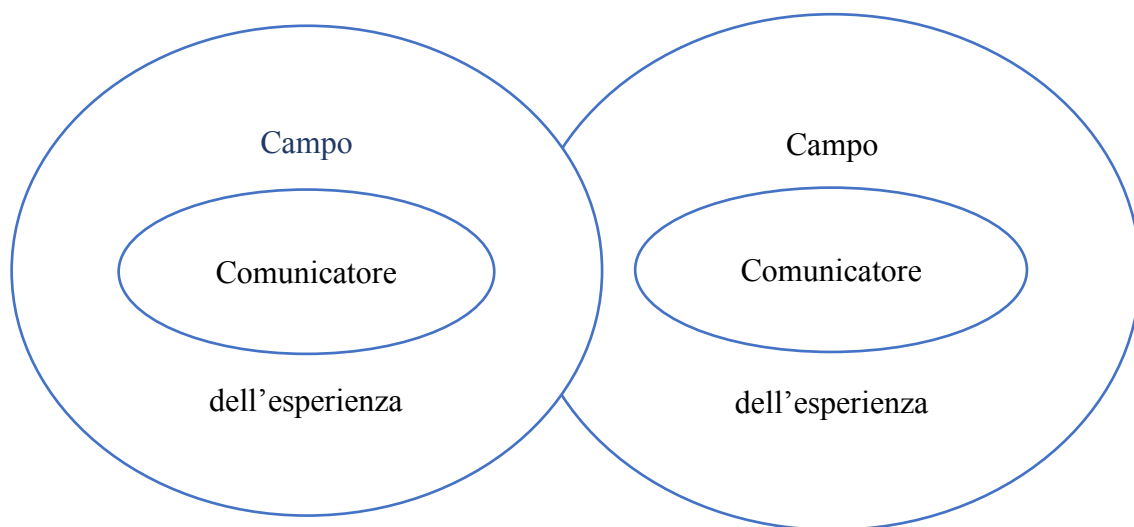 Campo
Comunicatore
dell’esperienza
Campo
Comunicatore
dell’esperienza